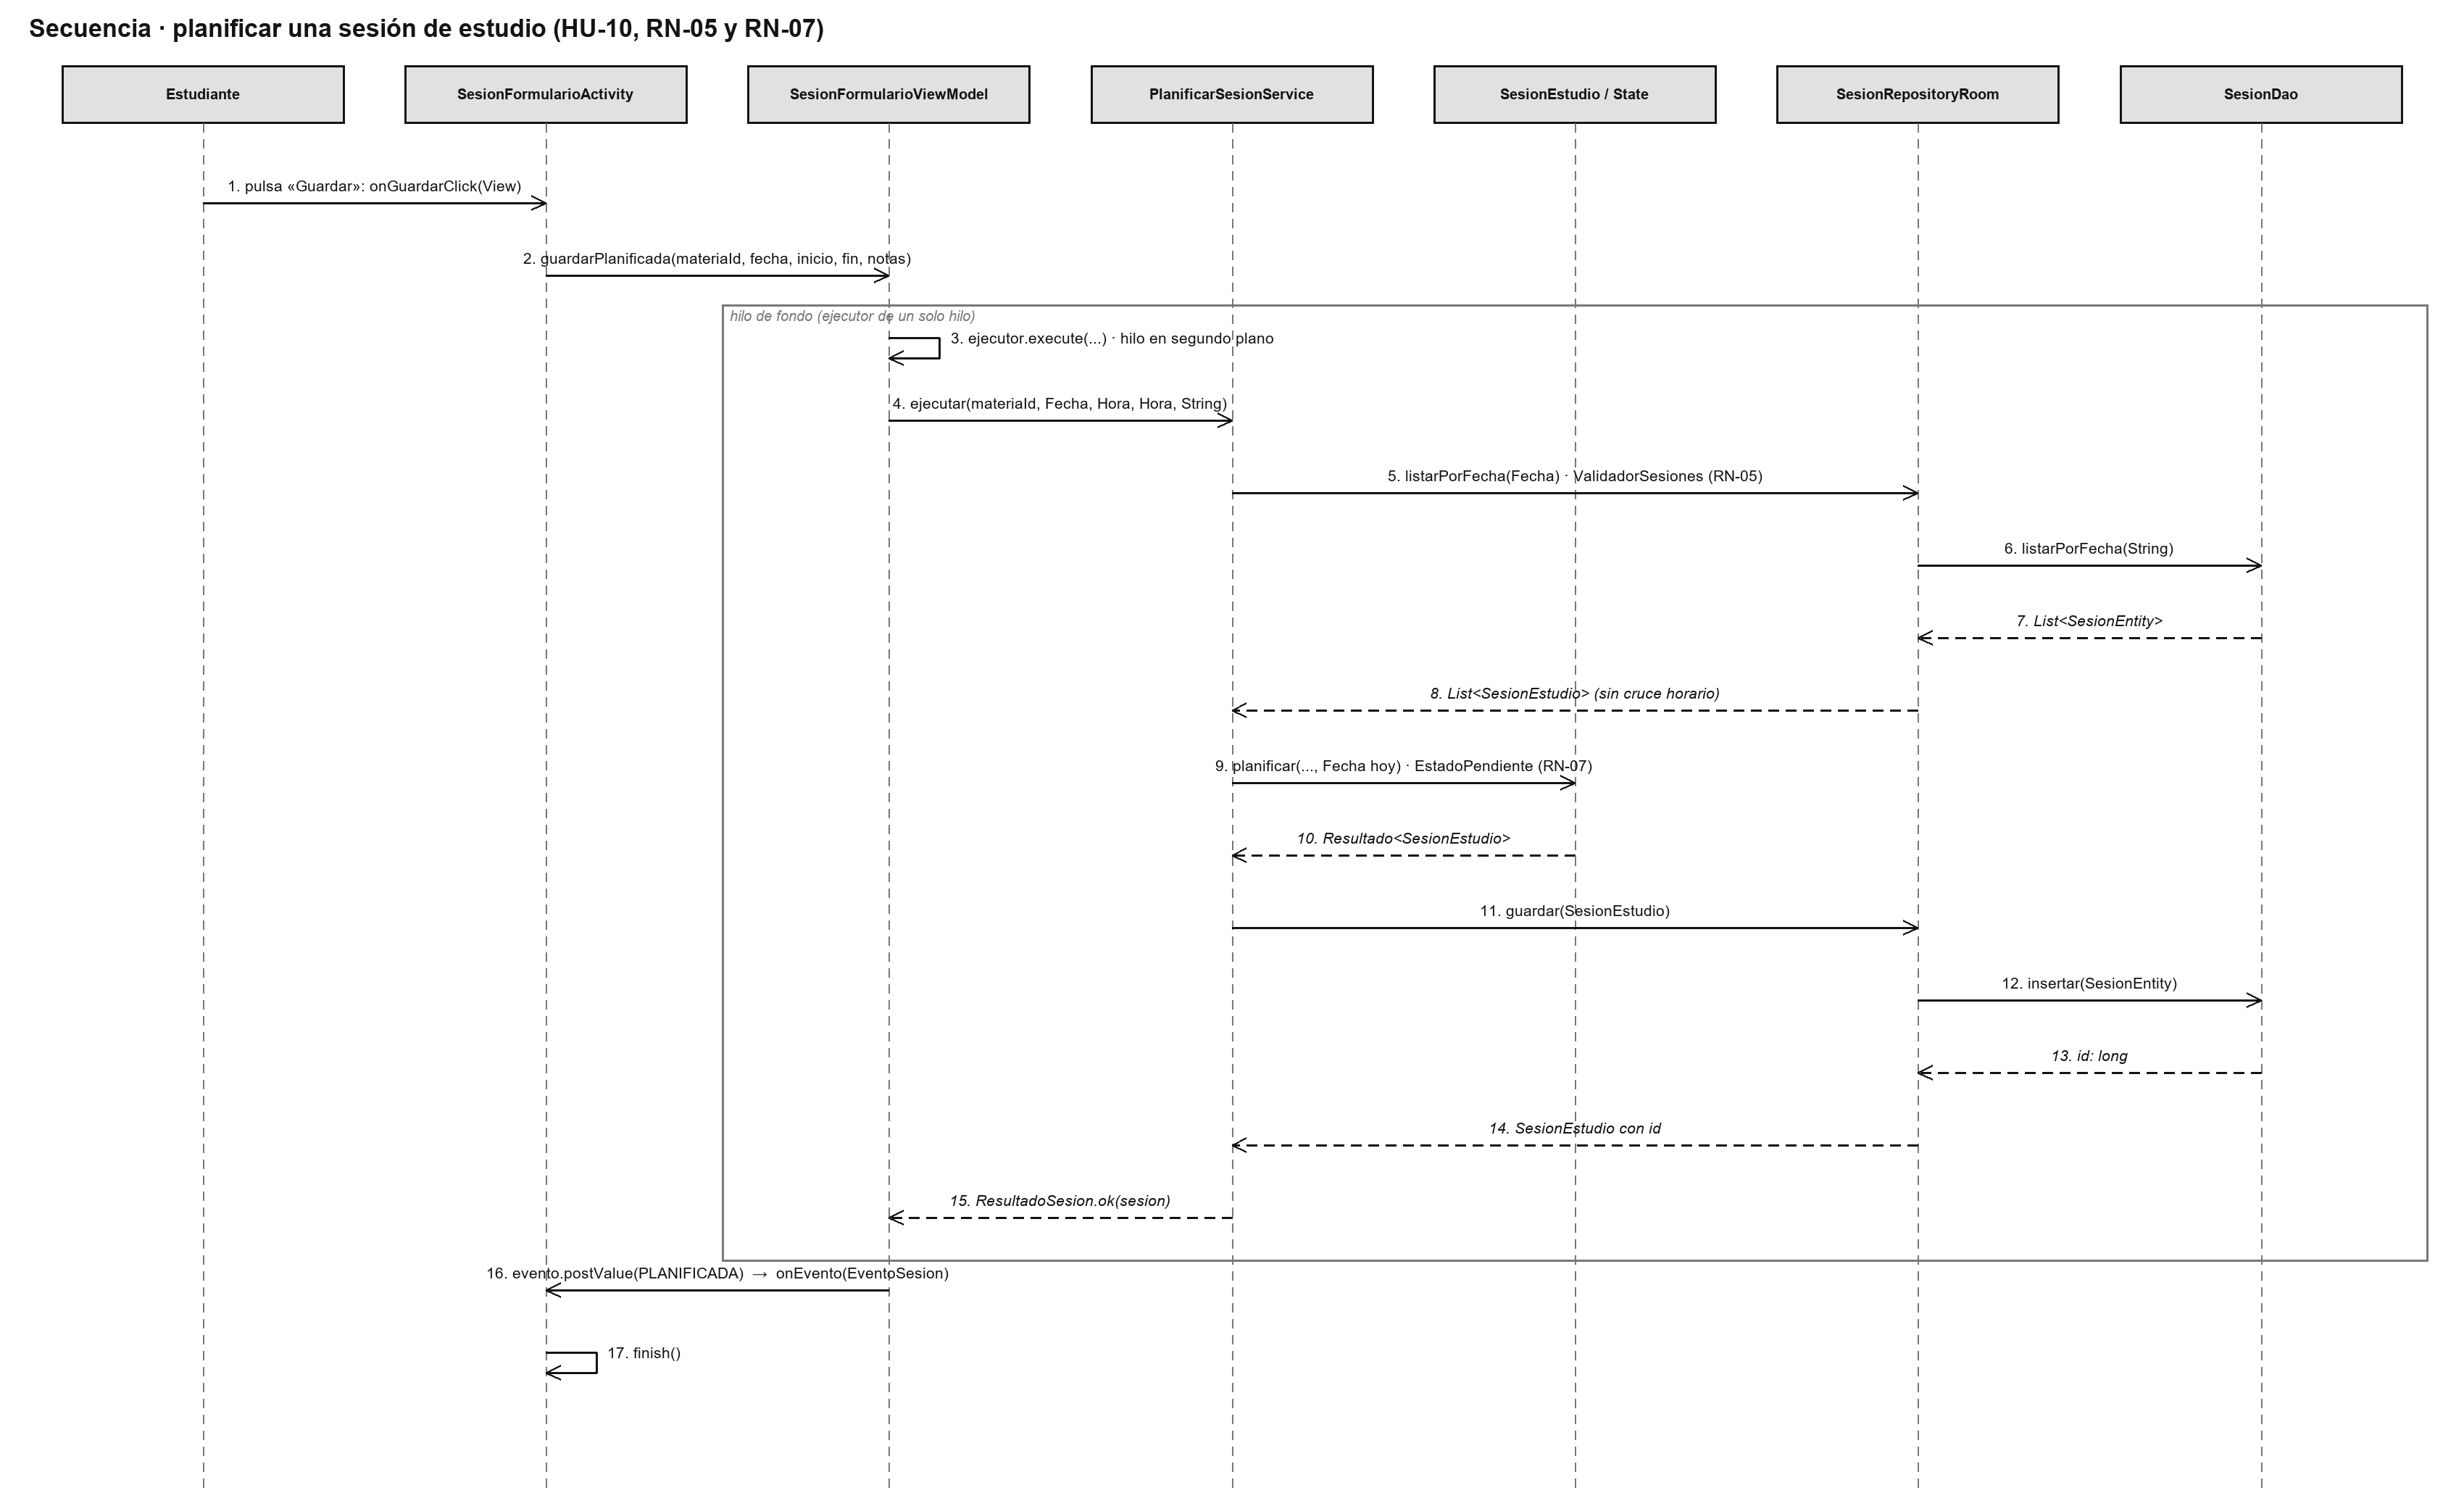 Secuencia · planificar una sesión de estudio (HU-10, RN-05 y RN-07)
Estudiante
SesionFormularioActivity
SesionFormularioViewModel
PlanificarSesionService
SesionEstudio / State
SesionRepositoryRoom
SesionDao
1. pulsa «Guardar»: onGuardarClick(View)
2. guardarPlanificada(materiaId, fecha, inicio, fin, notas)
hilo de fondo (ejecutor de un solo hilo)
3. ejecutor.execute(...) · hilo en segundo plano
4. ejecutar(materiaId, Fecha, Hora, Hora, String)
5. listarPorFecha(Fecha) · ValidadorSesiones (RN-05)
6. listarPorFecha(String)
7. List<SesionEntity>
8. List<SesionEstudio> (sin cruce horario)
9. planificar(..., Fecha hoy) · EstadoPendiente (RN-07)
10. Resultado<SesionEstudio>
11. guardar(SesionEstudio)
12. insertar(SesionEntity)
13. id: long
14. SesionEstudio con id
15. ResultadoSesion.ok(sesion)
16. evento.postValue(PLANIFICADA) → onEvento(EventoSesion)
17. finish()